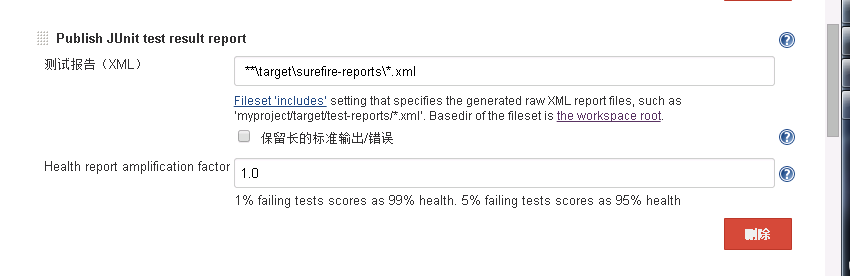 Publish JUnit test result report
测试报告（XML）
**\target\surefire-reports\*.xml
Fileset 'includes' setting that specifies the generated raw XML report files, such as
'myproject/target/test-reports/*.xml'. Basedir of the fileset is the workspace root.
保留长的标准输出/错误
Health report amplification factor
1.0
1% failing tests scores as 99% health. 5% failing tests scores as 95% health
删除